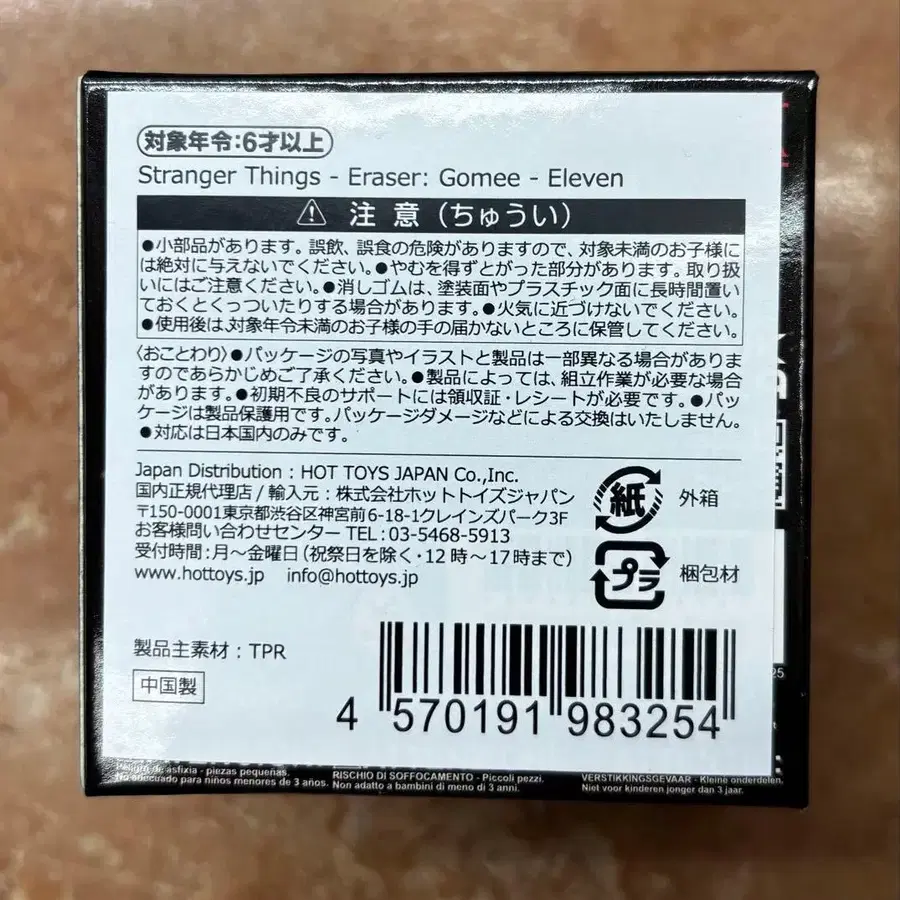 対象年令:6才以上
Stranger Things - Eraser: Gomee - Eleven
⚠ 注 意 (ちゅうい)
●小部品があります。誤飲、誤食の危険がありますので、対象未満のお子様に
は絶対に与えないでください。●やむを得ずとがった部分があります。取り扱
いにはご注意ください。●消しゴムは、塗装面やプラスチック面に長時間置い
ておくとくっついたりする場合があります。●火気に近づけないでください。
●使用後は、対象年令未満のお子様の手の届かないところに保管してください。
〈おことわり〉●パッケージの写真やイラストと製品は一部異なる場合がありま
すのであらかじめご了承ください。●製品によっては、組立作業が必要な場合
があります。●初期不良のサポートには領収証・レシートが必要です。●パッ
ケージは製品保護用です。パッケージダメージなどによる交換はいたしません。
●対応は日本国内のみです。
Japan Distribution : HOT TOYS JAPAN Co.,Inc.
国内正規代理店 / 輸入元 : 株式会社ホットトイズジャパン
〒150-0001東京都渋谷区神宮前6-18-1クレインズパーク3F
お客様問い合わせセンター TEL : 03-5468-5913
受付時間 : 月～金曜日(祝祭日を除く・12時～17時まで)
www.hottoys.jp info@hottoys.jp
紙 外箱
プラ 梱包材
製品主素材 : TPR
中国製
4 570191 983254
25
de asfixia - piezas pequeñas.
No adecuado para niños menores de 3 años.
RISCHIO DI SOFFOCAMENTO - Piccoli pezzi.
Non adatto a bambini di meno di 3 anni.
VERSTIKKINGSGEVAAR - Kleine onderdelen.
Niet voor kinderen jonger dan 3 jaar.